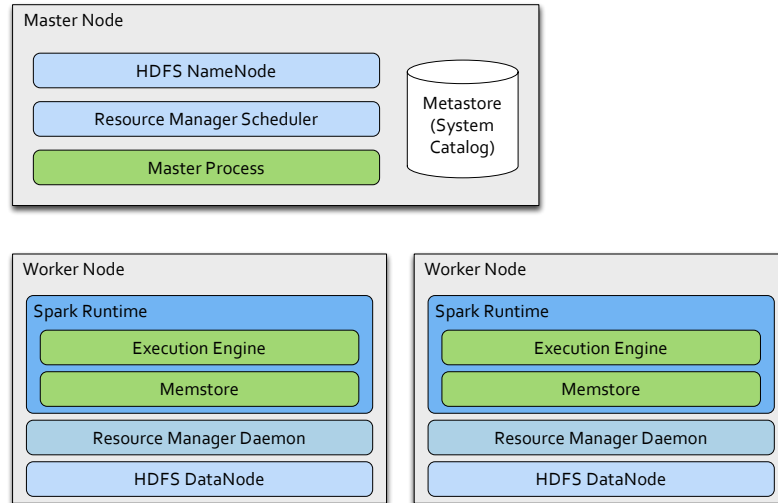 Master Node
HDFS NameNode
Resource Manager Scheduler
Master Process
Metastore
(System
Catalog)
Worker Node
Spark Runtime
Execution Engine
Memstore
Resource Manager Daemon
HDFS DataNode
Worker Node
Spark Runtime
Execution Engine
Memstore
Resource Manager Daemon
HDFS DataNode